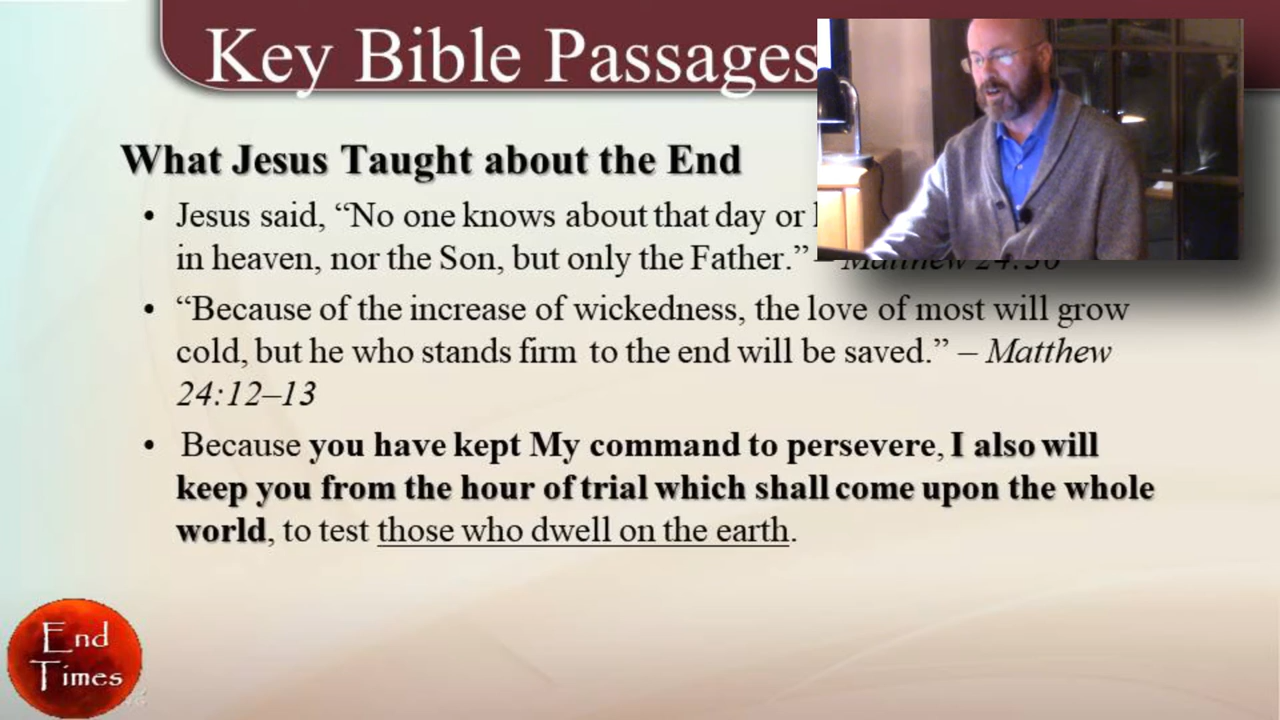 Key Bible Passages
What Jesus Taught about the End
• Jesus said, “No one knows about that day or
in heaven, nor the Son, but only the Father.” – Matthew 24:36
• “Because of the increase of wickedness, the love of most will grow
cold, but he who stands firm to the end will be saved.” – Matthew
24:12–13
• Because you have kept My command to persevere, I also will
keep you from the hour of trial which shall come upon the whole
world, to test those who dwell on the earth.
End
Times